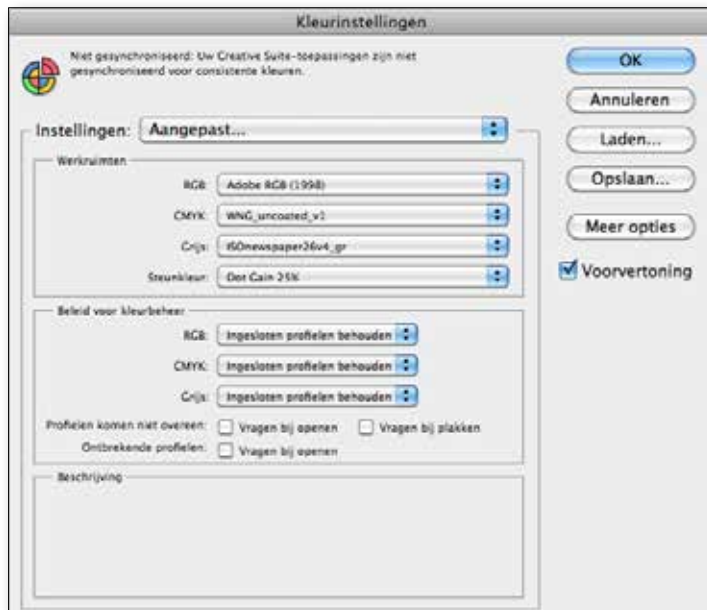 Kleurinstellingen
Niet gesynchroniseerd: Uw Creative Suite-toepassingen zijn niet
gesynchroniseerd voor consistente kleuren.
Instellingen: Aangepast...
Werkruimten
RGB: Adobe RGB (1998)
CMYK: WNG_uncoated_v1
Grijs: ISOnewspaper26v4_gr
Steunkleur: Dot Gain 25%
Beleid voor kleurbeheer
RGB: Ingesloten profielen behouden
CMYK: Ingesloten profielen behouden
Grijs: Ingesloten profielen behouden
Profielen komen niet overeen: Vragen bij openen Vragen bij plakken
Ontbrekende profielen: Vragen bij openen
Beschrijving
OK
Annuleren
Laden...
Opslaan...
Meer opties
Voorvertoning